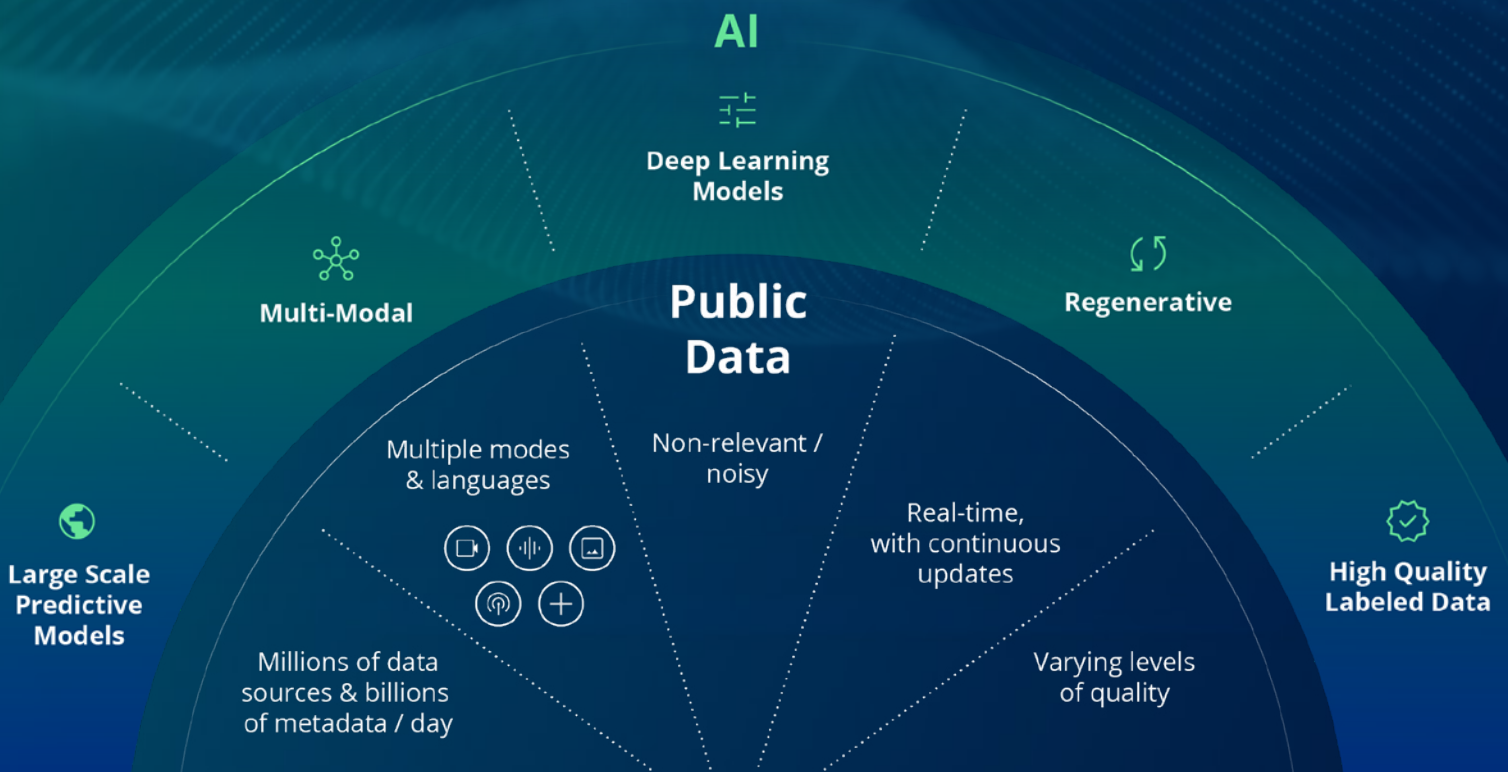 AI
Deep Learning
Models
Multi-Modal
Regenerative
Large Scale
Predictive
Models
High Quality
Labeled Data
Public
Data
Multiple modes
& languages
Non-relevant /
noisy
Real-time,
with continuous
updates
Millions of data
sources & billions
of metadata / day
Varying levels
of quality